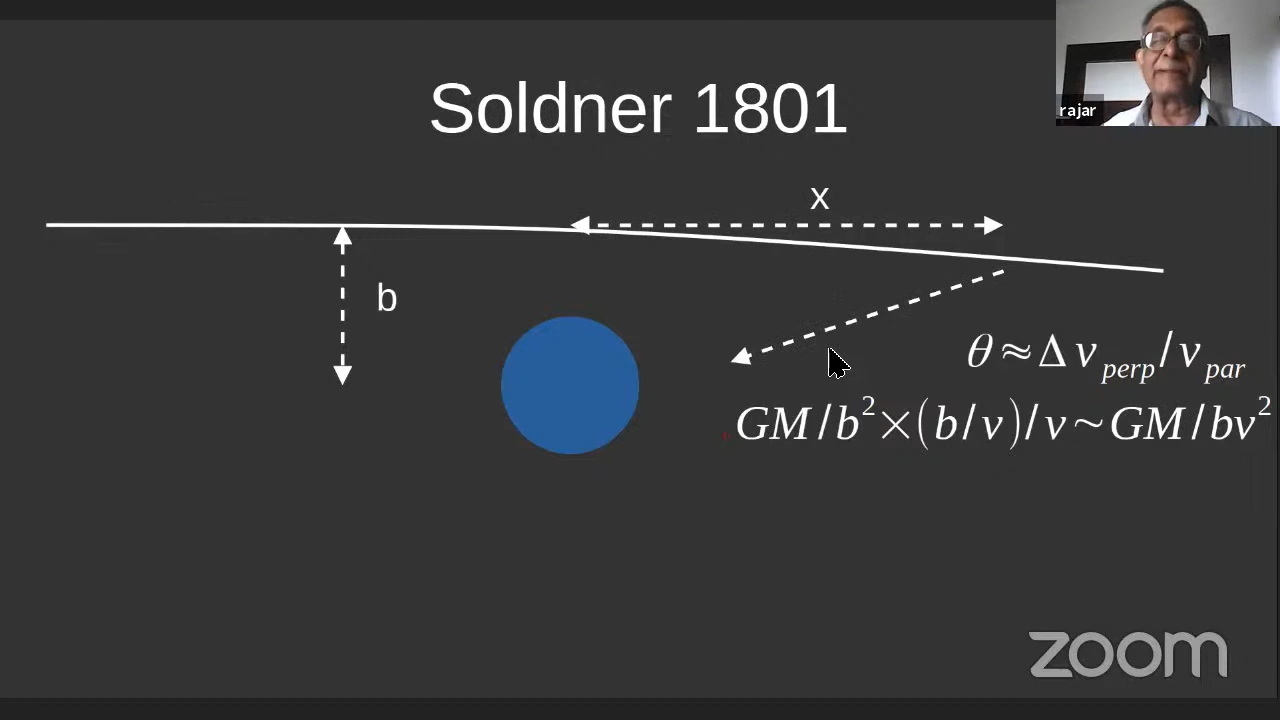 Soldner 1801
rajar
x
b
θ≈Δv_perp/v_par
GM/b²×(b/v)/v~GM/bv²
zoom